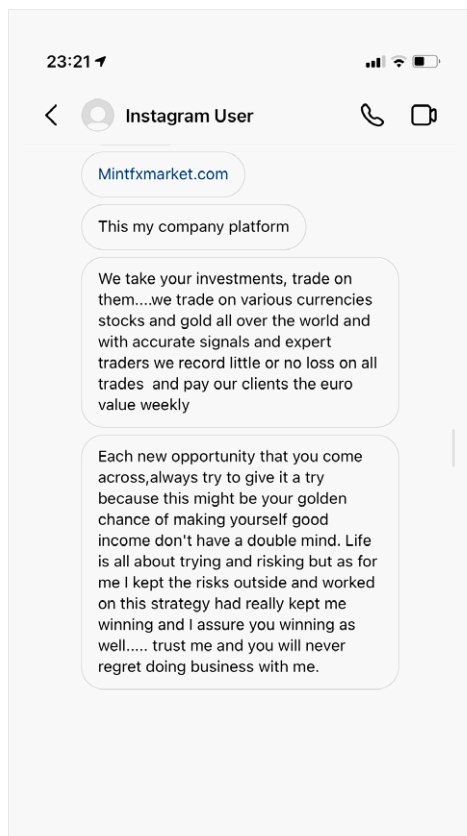 23:21
Instagram User
Mintfxmarket.com
This my company platform
We take your investments, trade on
them....we trade on various currencies
stocks and gold all over the world and
with accurate signals and expert
traders we record little or no loss on all
trades  and pay our clients the euro
value weekly
Each new opportunity that you come
across,always try to give it a try
because this might be your golden
chance of making yourself good
income don't have a double mind. Life
is all about trying and risking but as for
me I kept the risks outside and worked
on this strategy had really kept me
winning and I assure you winning as
well..... trust me and you will never
regret doing business with me.